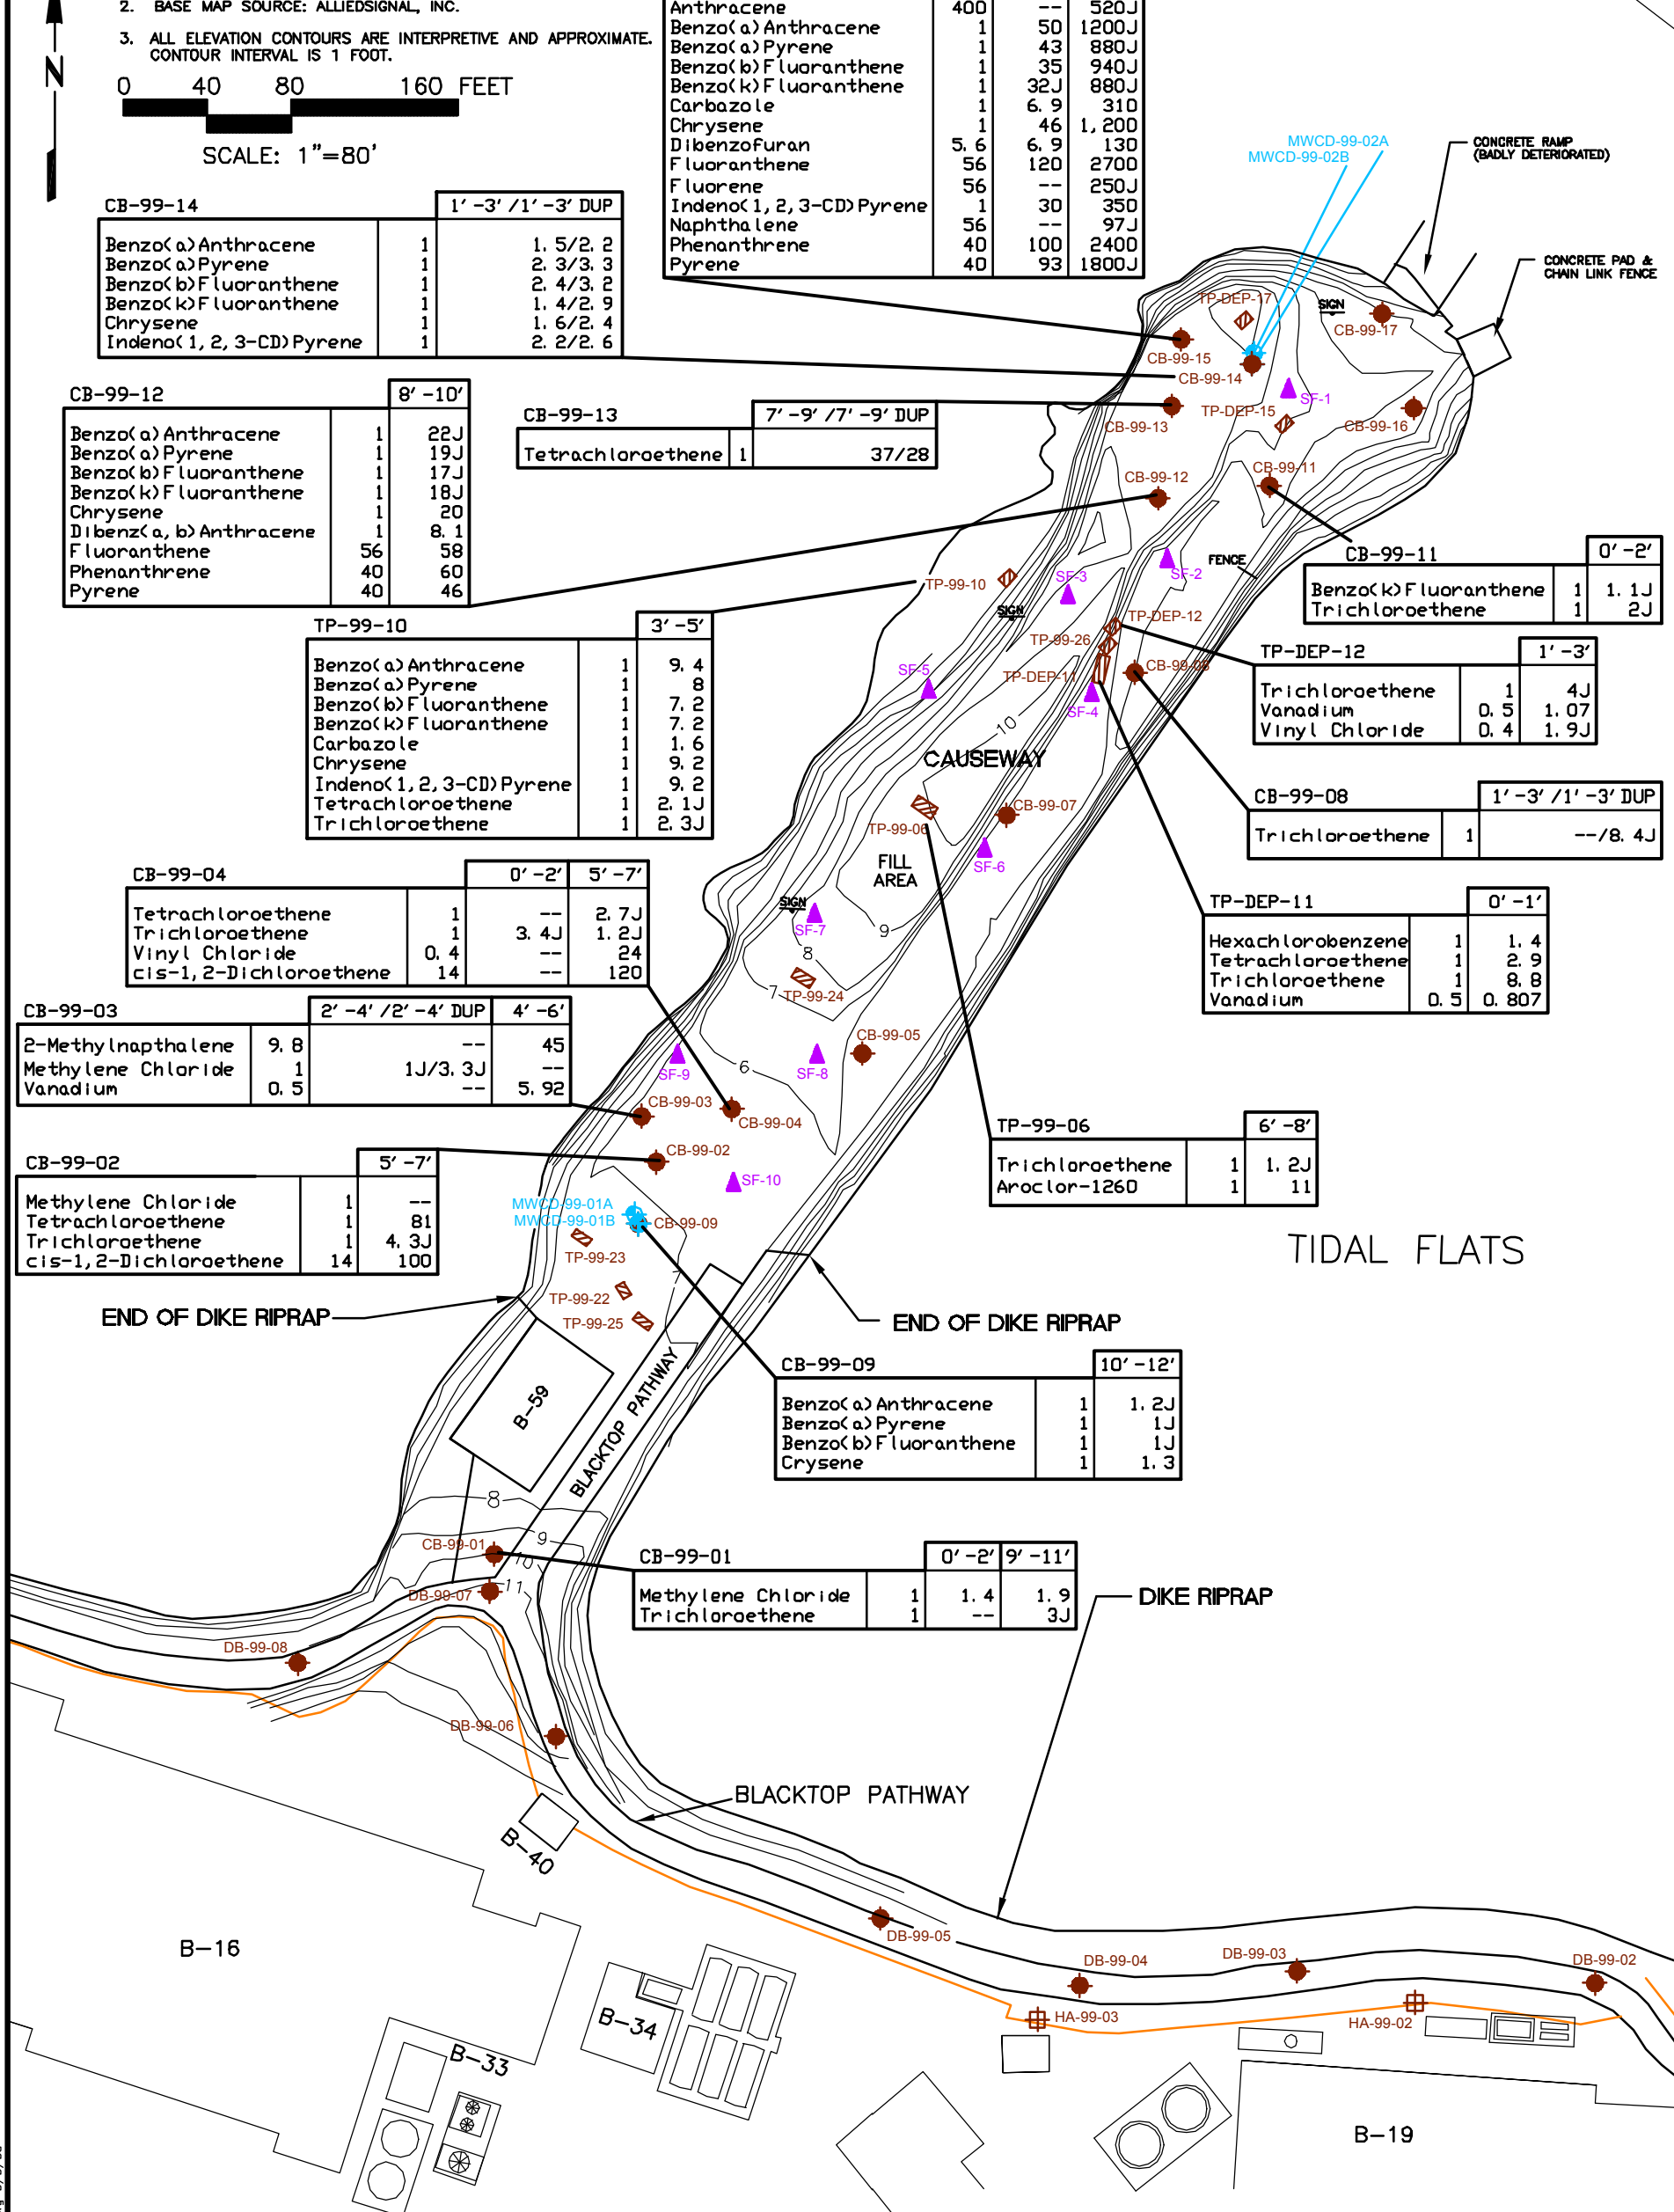 2. BASE MAP SOURCE: ALLIEDSIGNAL, INC.
3. ALL ELEVATION CONTOURS ARE INTERPRETIVE AND APPROXIMATE.
CONTOUR INTERVAL IS 1 FOOT.
N
0 40 80 160 FEET
SCALE: 1"=80'
Anthracene 400 -- 520J
Benzo(a)Anthracene 1 50 1200J
Benzo(a)Pyrene 1 43 880J
Benzo(b)Fluoranthene 1 35 940J
Benzo(k)Fluoranthene 1 32J 880J
Carbazole 1 6.9 310
Chrysene 1 46 1,200
Dibenzofuran 5.6 6.9 130
Fluoranthene 56 120 2700
Fluorene 56 -- 250J
Indeno(1,2,3-CD)Pyrene 1 30 350
Naphthalene 56 -- 97J
Phenanthrene 40 100 2400
Pyrene 40 93 1800J
CB-99-14 1'-3'/1'-3' DUP
Benzo(a)Anthracene 1 1.5/2.2
Benzo(a)Pyrene 1 2.3/3.3
Benzo(b)Fluoranthene 1 2.4/3.2
Benzo(k)Fluoranthene 1 1.4/2.9
Chrysene 1 1.6/2.4
Indeno(1,2,3-CD)Pyrene 1 2.2/2.6
MWCD-99-02A
MWCD-99-02B
CONCRETE RAMP
(BADLY DETERIORATED)
CONCRETE PAD &
CHAIN LINK FENCE
TP-DEP-17
SIGN
CB-99-17
CB-99-15
CB-99-14
SF-1
TP-DEP-15
CB-99-13
CB-99-16
CB-99-12 8'-10'
Benzo(a)Anthracene 1 22J
Benzo(a)Pyrene 1 19J
Benzo(b)Fluoranthene 1 17J
Benzo(k)Fluoranthene 1 18J
Chrysene 1 20
Dibenz(a,b)Anthracene 1 8.1
Fluoranthene 56 58
Phenanthrene 40 60
Pyrene 40 46
CB-99-13 7'-9'/7'-9' DUP
Tetrachloroethene 1 37/28
CB-99-12
CB-99-11
CB-99-11 0'-2'
Benzo(k)Fluoranthene 1 1.1J
Trichloroethene 1 2J
FENCE
SF-2
SF-3
TP-99-10
SIGN
TP-DEP-12
TP-99-26
TP-DEP-11
CB-99-08
SF-5
SF-4
TP-99-10 3'-5'
Benzo(a)Anthracene 1 9.4
Benzo(a)Pyrene 1 8
Benzo(b)Fluoranthene 1 7.2
Benzo(k)Fluoranthene 1 7.2
Carbazole 1 1.6
Chrysene 1 9.2
Indeno(1,2,3-CD)Pyrene 1 9.2
Tetrachloroethene 1 2.1J
Trichloroethene 1 2.3J
TP-DEP-12 1'-3'
Trichloroethene 1 4J
Vanadium 0.5 1.07
Vinyl Chloride 0.4 1.9J
10
CAUSEWAY
CB-99-08 1'-3'/1'-3' DUP
Trichloroethene 1 --/8.4J
CB-99-07
TP-99-06
SF-6
FILL
AREA
CB-99-04 0'-2' 5'-7'
Tetrachloroethene 1 -- 2.7J
Trichloroethene 1 3.4J 1.2J
Vinyl Chloride 0.4 -- 24
cis-1,2-Dichloroethene 14 -- 120
TP-DEP-11 0'-1'
Hexachlorobenzene 1 1.4
Tetrachloroethene 1 2.9
Trichloroethene 1 8.8
Vanadium 0.5 0.807
SIGN
SF-7
9
8
7
TP-99-24
CB-99-03 2'-4'/2'-4' DUP 4'-6'
2-Methylnapthalene 9.8 -- 45
Methylene Chloride 1 1J/3.3J --
Vanadium 0.5 -- 5.92
CB-99-05
6
SF-9
SF-8
CB-99-03
CB-99-04
TP-99-06 6'-8'
Trichloroethene 1 1.2J
Aroclor-1260 1 11
CB-99-02 5'-7'
Methylene Chloride 1 --
Tetrachloroethene 1 81
Trichloroethene 1 4.3J
cis-1,2-Dichloroethene 14 100
CB-99-02
SF-10
MWCD-99-01A
MWCD-99-01B
CB-99-09
TP-99-23
7
TP-99-22
TP-99-25
TIDAL FLATS
END OF DIKE RIPRAP
END OF DIKE RIPRAP
CB-99-09 10'-12'
Benzo(a)Anthracene 1 1.2J
Benzo(a)Pyrene 1 1J
Benzo(b)Fluoranthene 1 1J
Crysene 1 1.3
B-59
BLACKTOP PATHWAY
8
9
10
11
CB-99-01
CB-99-01 0'-2' 9'-11'
Methylene Chloride 1 1.4 1.9
Trichloroethene 1 -- 3J
DIKE RIPRAP
DB-99-07
DB-99-08
DB-99-06
BLACKTOP PATHWAY
B-40
B-16
DB-99-05
DB-99-04
DB-99-03
DB-99-02
HA-99-03
HA-99-02
B-34
B-33
B-19